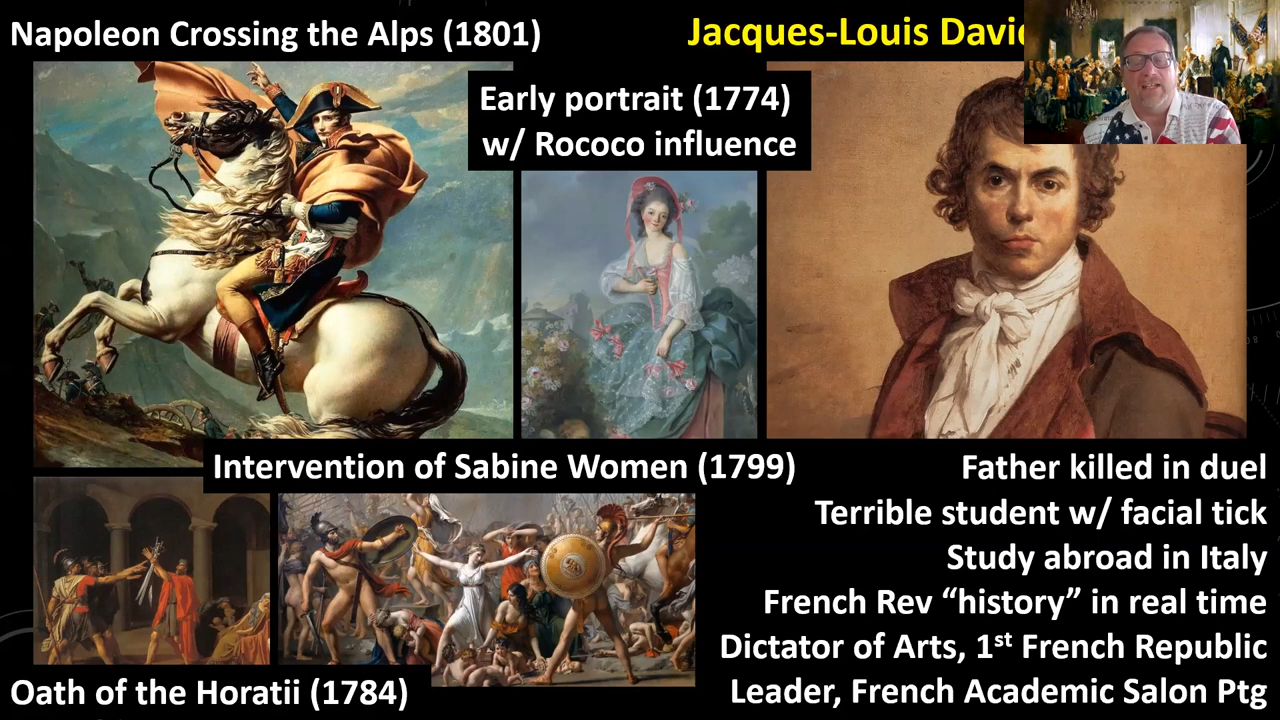 Napoleon Crossing the Alps (1801)
Jacques-Louis David
Early portrait (1774)
w/ Rococo influence
Intervention of Sabine Women (1799)
Oath of the Horatii (1784)
Father killed in duel
Terrible student w/ facial tick
Study abroad in Italy
French Rev “history” in real time
Dictator of Arts, 1st French Republic
Leader, French Academic Salon Ptg